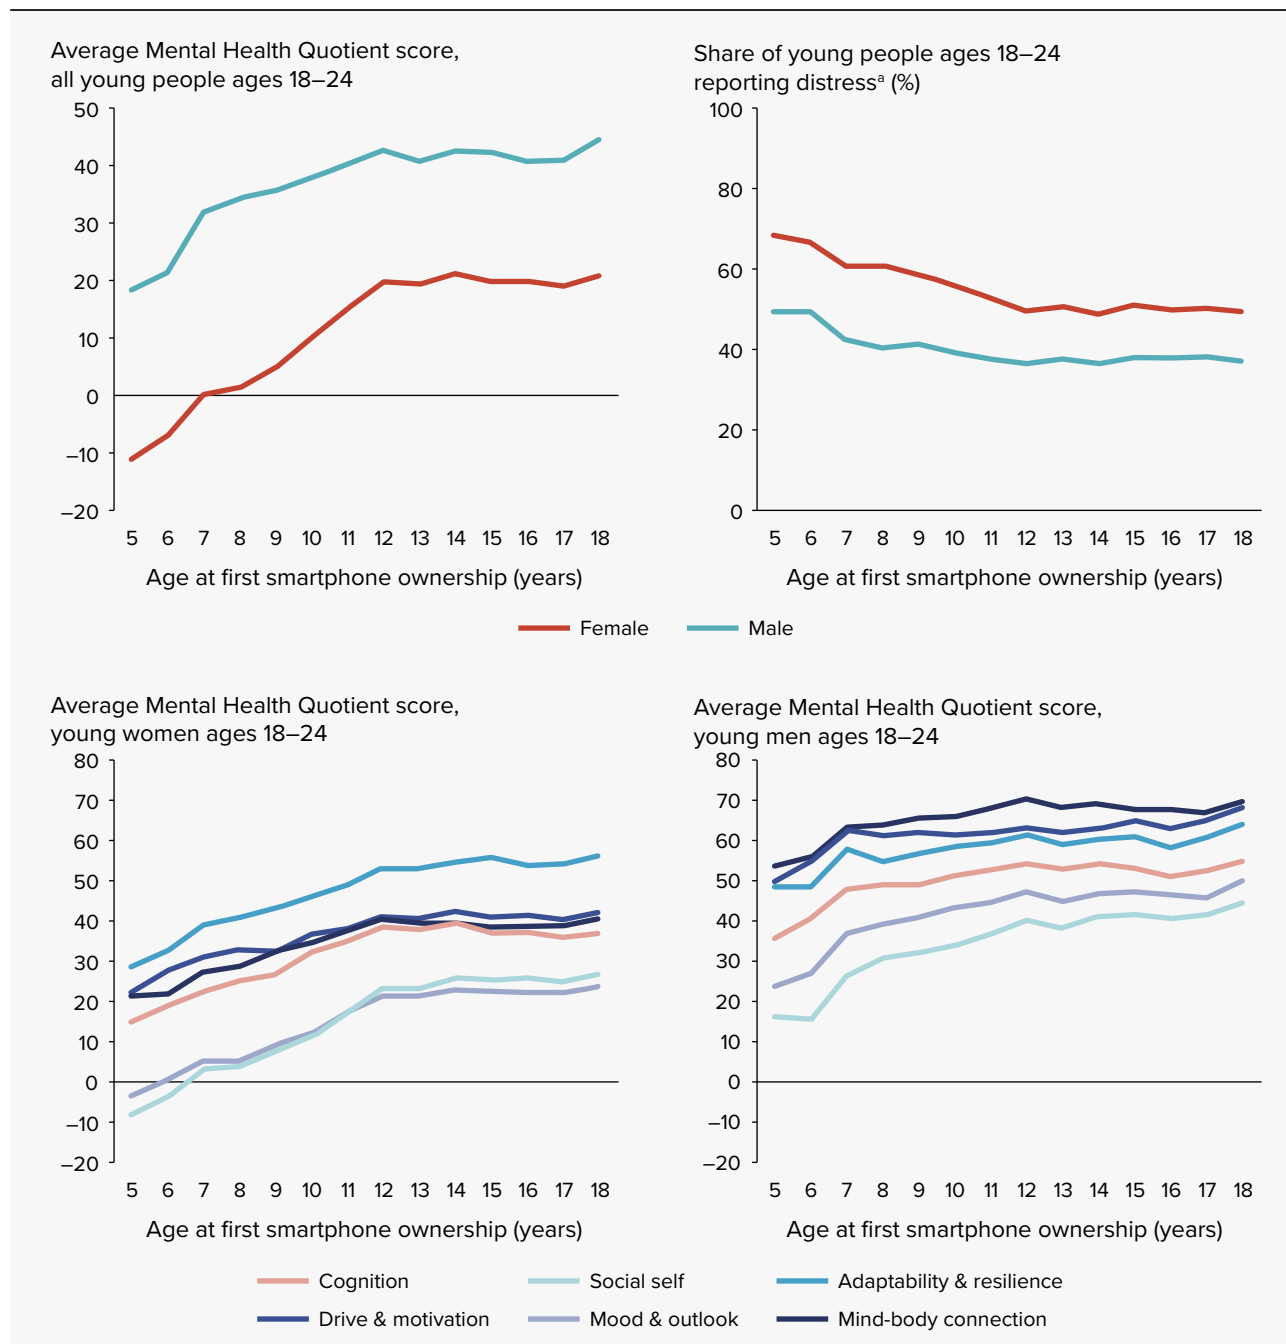 Average Mental Health Quotient score,
all young people ages 18–24
50
40
30
20
10
0
–10
–20
5 6 7 8 9 10 11 12 13 14 15 16 17 18
Age at first smartphone ownership (years)
Share of young people ages 18–24
reporting distressᵃ (%)
100
80
60
40
20
0
5 6 7 8 9 10 11 12 13 14 15 16 17 18
Age at first smartphone ownership (years)
Female Male
Average Mental Health Quotient score,
young women ages 18–24
80
70
60
50
40
30
20
10
0
–10
–20
5 6 7 8 9 10 11 12 13 14 15 16 17 18
Age at first smartphone ownership (years)
Average Mental Health Quotient score,
young men ages 18–24
80
70
60
50
40
30
20
10
0
–10
–20
5 6 7 8 9 10 11 12 13 14 15 16 17 18
Age at first smartphone ownership (years)
Cognition Social self Adaptability & resilience
Drive & motivation Mood & outlook Mind-body connection